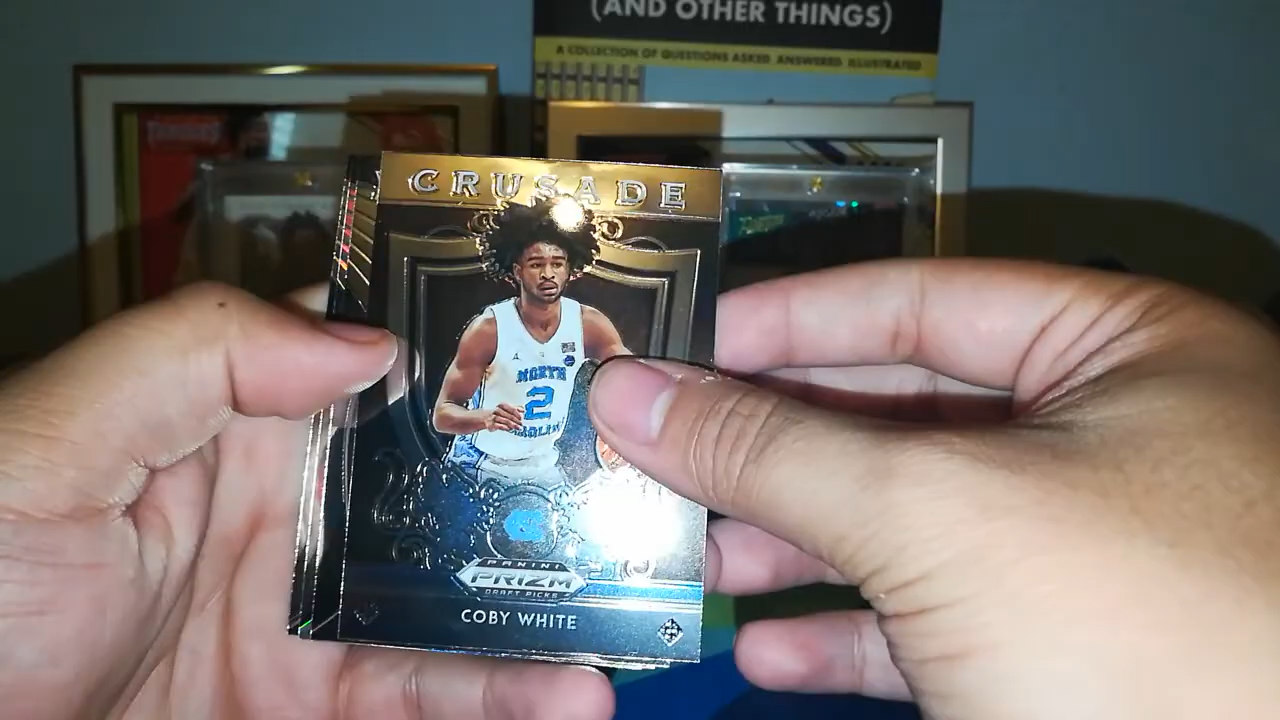 (AND OTHER THINGS)
A COLLECTION OF QUESTIONS ASKED, ANSWERED, ILLUSTRATED
CRUSADE
NORTH
2
CAROLINA
PANINI
PRIZM
DRAFT PICKS
COBY WHITE